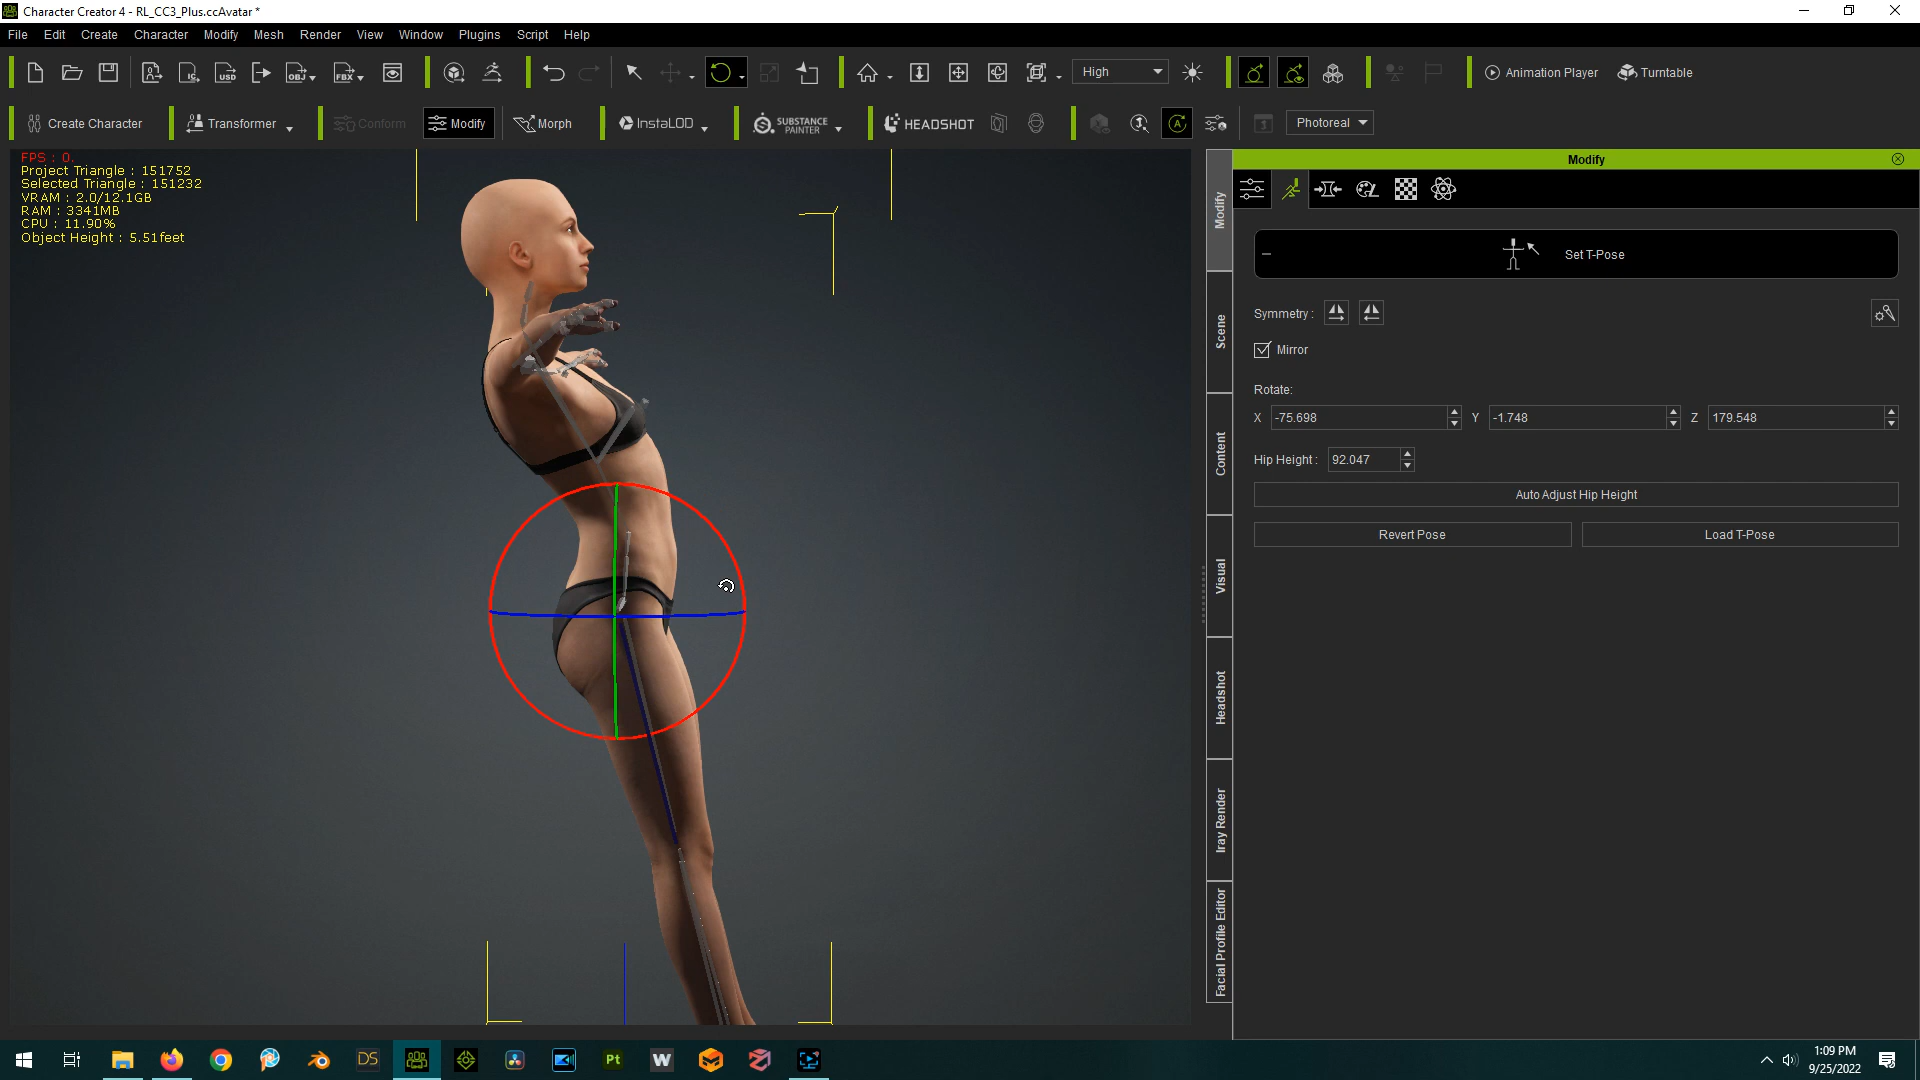 Character Creator 4 - RL_CC3_Plus.ccAvatar *
File Edit Create Character Modify Mesh Render View Window Plugins Script Help
IC USD OBJ FBX High Animation Player Turntable
Create Character Transformer Conform Modify Morph InstaLOD SUBSTANCE PAINTER HEADSHOT A Photoreal
FPS : 0.
Project Triangle : 151752
Selected Triangle : 151232
VRAM : 2.0/12.1GB
RAM : 3341MB
CPU : 11.90%
Object Height : 5.51feet
Modify
Scene
Content
Visual
Headshot
Iray Render
Facial Profile Editor
Modify
Set T-Pose
Symmetry :
Mirror
Rotate:
X -75.698 Y -1.748 Z 179.548
Hip Height : 92.047
Auto Adjust Hip Height
Revert Pose Load T-Pose
DS Pt W
1:09 PM
9/25/2022